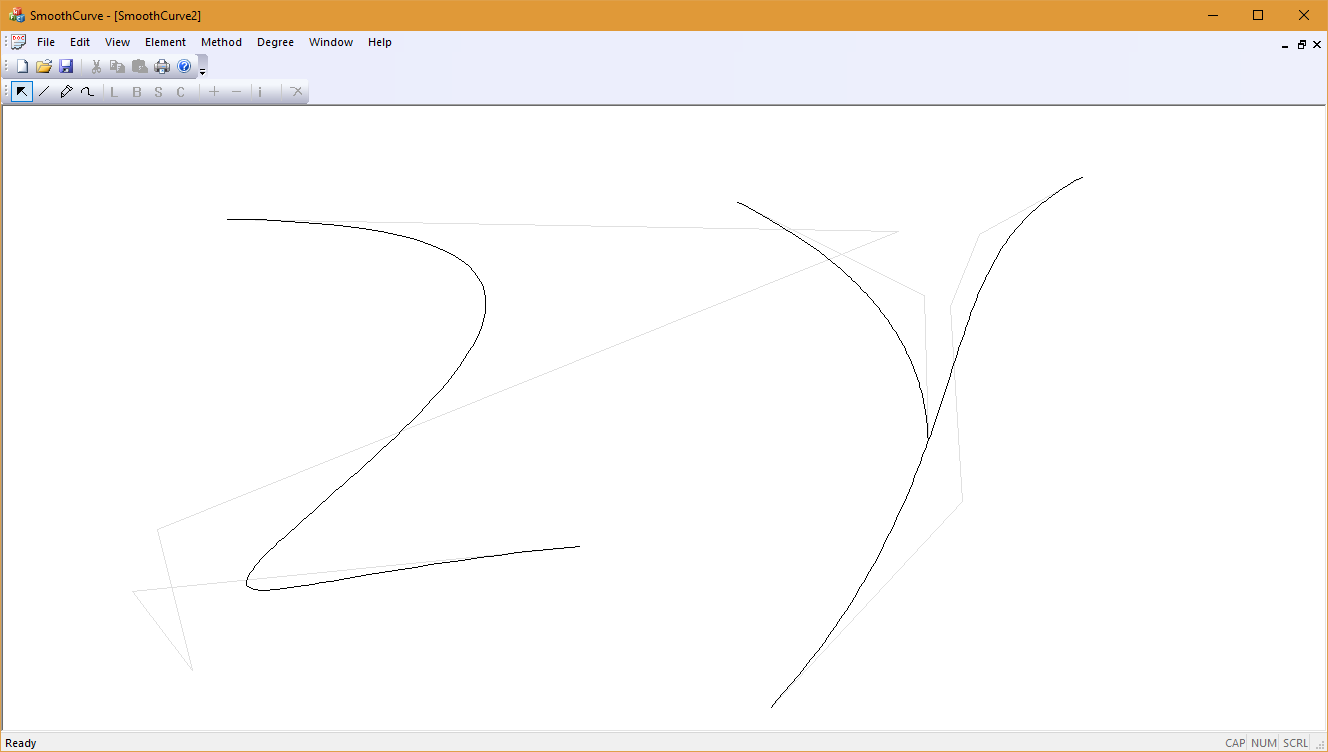 SmoothCurve - [SmoothCurve2]
File Edit View Element Method Degree Window Help
L B S C + − i
Ready CAP NUM SCRL